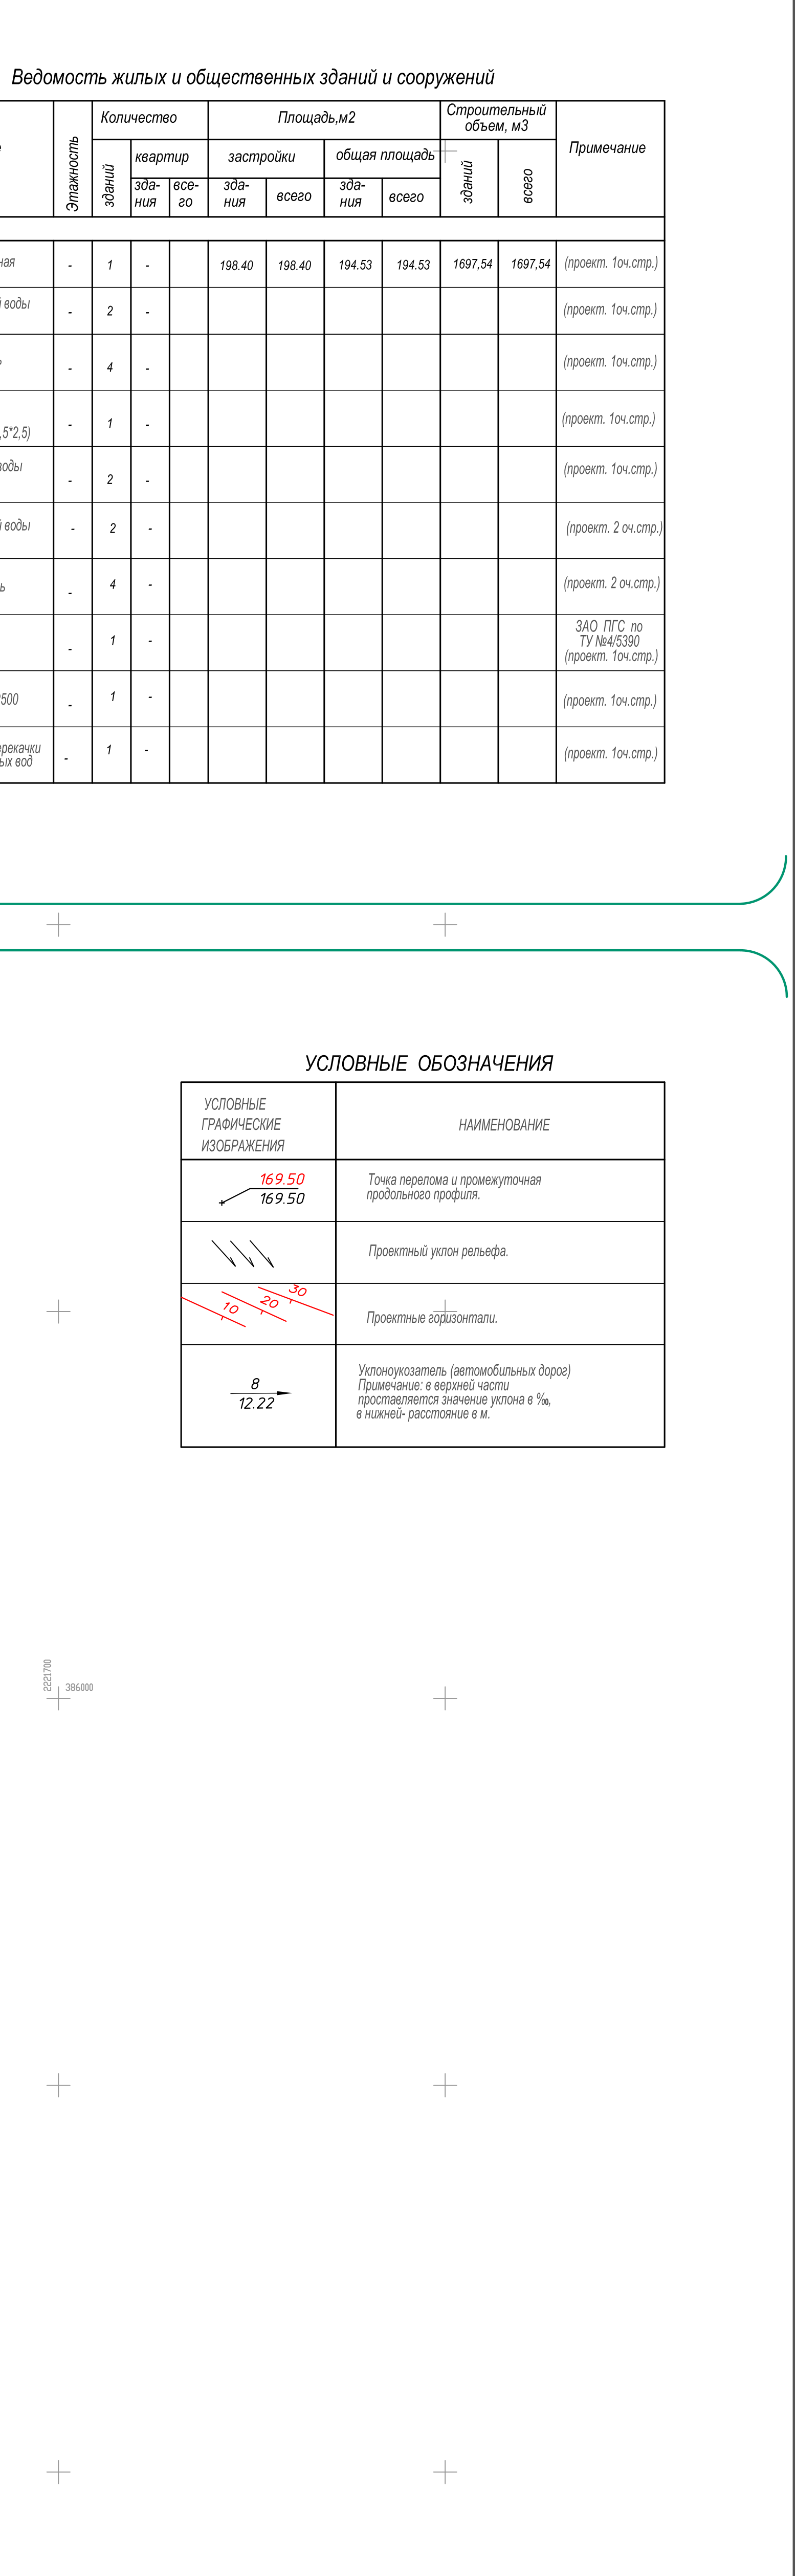 Ведомость жилых и общественных зданий и сооружений
Этажность
Количество
Площадь,м2
Строительный
объем, м3
Примечание
зданий
квартир
застройки
общая площадь
зданий
всего
зда-
ния
все-
го
зда-
ния
всего
зда-
ния
всего
ная - 1 - 198.40 198.40 194.53 194.53 1697,54 1697,54 (проект. 1оч.стр.)
й воды - 2 - (проект. 1оч.стр.)
- 4 - (проект. 1оч.стр.)
,5*2,5) - 1 - (проект. 1оч.стр.)
воды - 2 - (проект. 1оч.стр.)
й воды - 2 - (проект. 2 оч.стр.)
ь - 4 - (проект. 2 оч.стр.)
- 1 - ЗАО ПГС по
ТУ №4/5390
(проект. 1оч.стр.)
500 - 1 - (проект. 1оч.стр.)
ерекачки
ых вод - 1 - (проект. 1оч.стр.)
УСЛОВНЫЕ ОБОЗНАЧЕНИЯ
УСЛОВНЫЕ
ГРАФИЧЕСКИЕ
ИЗОБРАЖЕНИЯ
НАИМЕНОВАНИЕ
169.50
169.50
Точка перелома и промежуточная
продольного профиля.
Проектный уклон рельефа.
10 20 30
Проектные горизонтали.
8
12.22
Уклоноукозатель (автомобильных дорог)
Примечание: в верхней части
проставляется значение уклона в ‰,
в нижней- расстояние в м.
2221700
386000